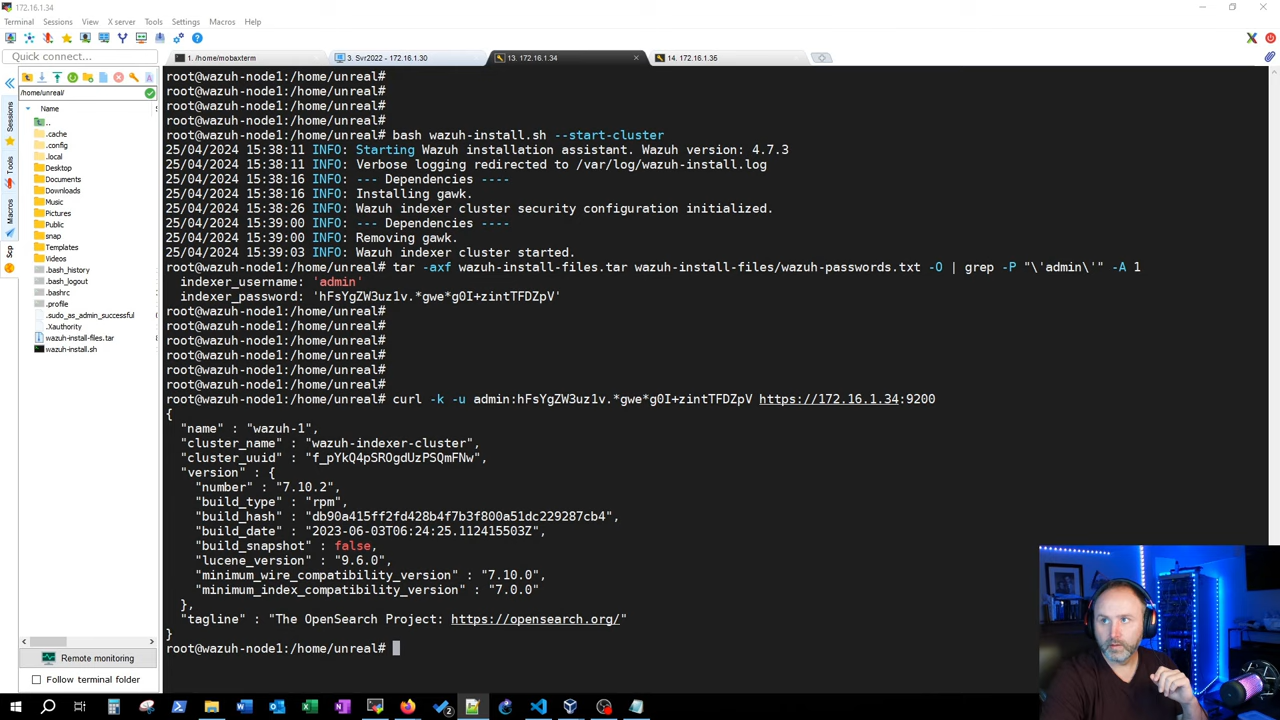 172.16.1.34
Terminal Sessions View X server Tools Settings Macros Help
Quick connect...
1. /home/mobaxterm
3. Svr2022 - 172.16.1.30
13. 172.16.1.34
14. 172.16.1.35
/home/unreal/
Name
..
.cache
.config
.local
Desktop
Documents
Downloads
Music
Pictures
Public
snap
Templates
Videos
.bash_history
.bash_logout
.bashrc
.profile
.sudo_as_admin_successful
.Xauthority
wazuh-install-files.tar
wazuh-install.sh
Sessions
Tools
Macros
Scp
Remote monitoring
Follow terminal folder
root@wazuh-node1:/home/unreal#
root@wazuh-node1:/home/unreal#
root@wazuh-node1:/home/unreal#
root@wazuh-node1:/home/unreal#
root@wazuh-node1:/home/unreal# bash wazuh-install.sh --start-cluster
25/04/2024 15:38:11 INFO: Starting Wazuh installation assistant. Wazuh version: 4.7.3
25/04/2024 15:38:11 INFO: Verbose logging redirected to /var/log/wazuh-install.log
25/04/2024 15:38:16 INFO: --- Dependencies ----
25/04/2024 15:38:16 INFO: Installing gawk.
25/04/2024 15:38:26 INFO: Wazuh indexer cluster security configuration initialized.
25/04/2024 15:39:00 INFO: --- Dependencies ----
25/04/2024 15:39:00 INFO: Removing gawk.
25/04/2024 15:39:03 INFO: Wazuh indexer cluster started.
root@wazuh-node1:/home/unreal# tar -axf wazuh-install-files.tar wazuh-install-files/wazuh-passwords.txt -O | grep -P "\'admin\'" -A 1
indexer_username: 'admin'
indexer_password: 'hFsYgZW3uz1v.*gwe*g0I+zintTFDZpV'
root@wazuh-node1:/home/unreal#
root@wazuh-node1:/home/unreal#
root@wazuh-node1:/home/unreal#
root@wazuh-node1:/home/unreal#
root@wazuh-node1:/home/unreal#
root@wazuh-node1:/home/unreal#
root@wazuh-node1:/home/unreal# curl -k -u admin:hFsYgZW3uz1v.*gwe*g0I+zintTFDZpV https://172.16.1.34:9200
{
"name" : "wazuh-1",
"cluster_name" : "wazuh-indexer-cluster",
"cluster_uuid" : "f_pYkQ4pSROgdUzPSQmFNw",
"version" : {
"number" : "7.10.2",
"build_type" : "rpm",
"build_hash" : "db90a415ff2fd428b4f7b3f800a51dc229287cb4",
"build_date" : "2023-06-03T06:24:25.112415503Z",
"build_snapshot" : false,
"lucene_version" : "9.6.0",
"minimum_wire_compatibility_version" : "7.10.0",
"minimum_index_compatibility_version" : "7.0.0"
},
"tagline" : "The OpenSearch Project: https://opensearch.org/"
}
root@wazuh-node1:/home/unreal#